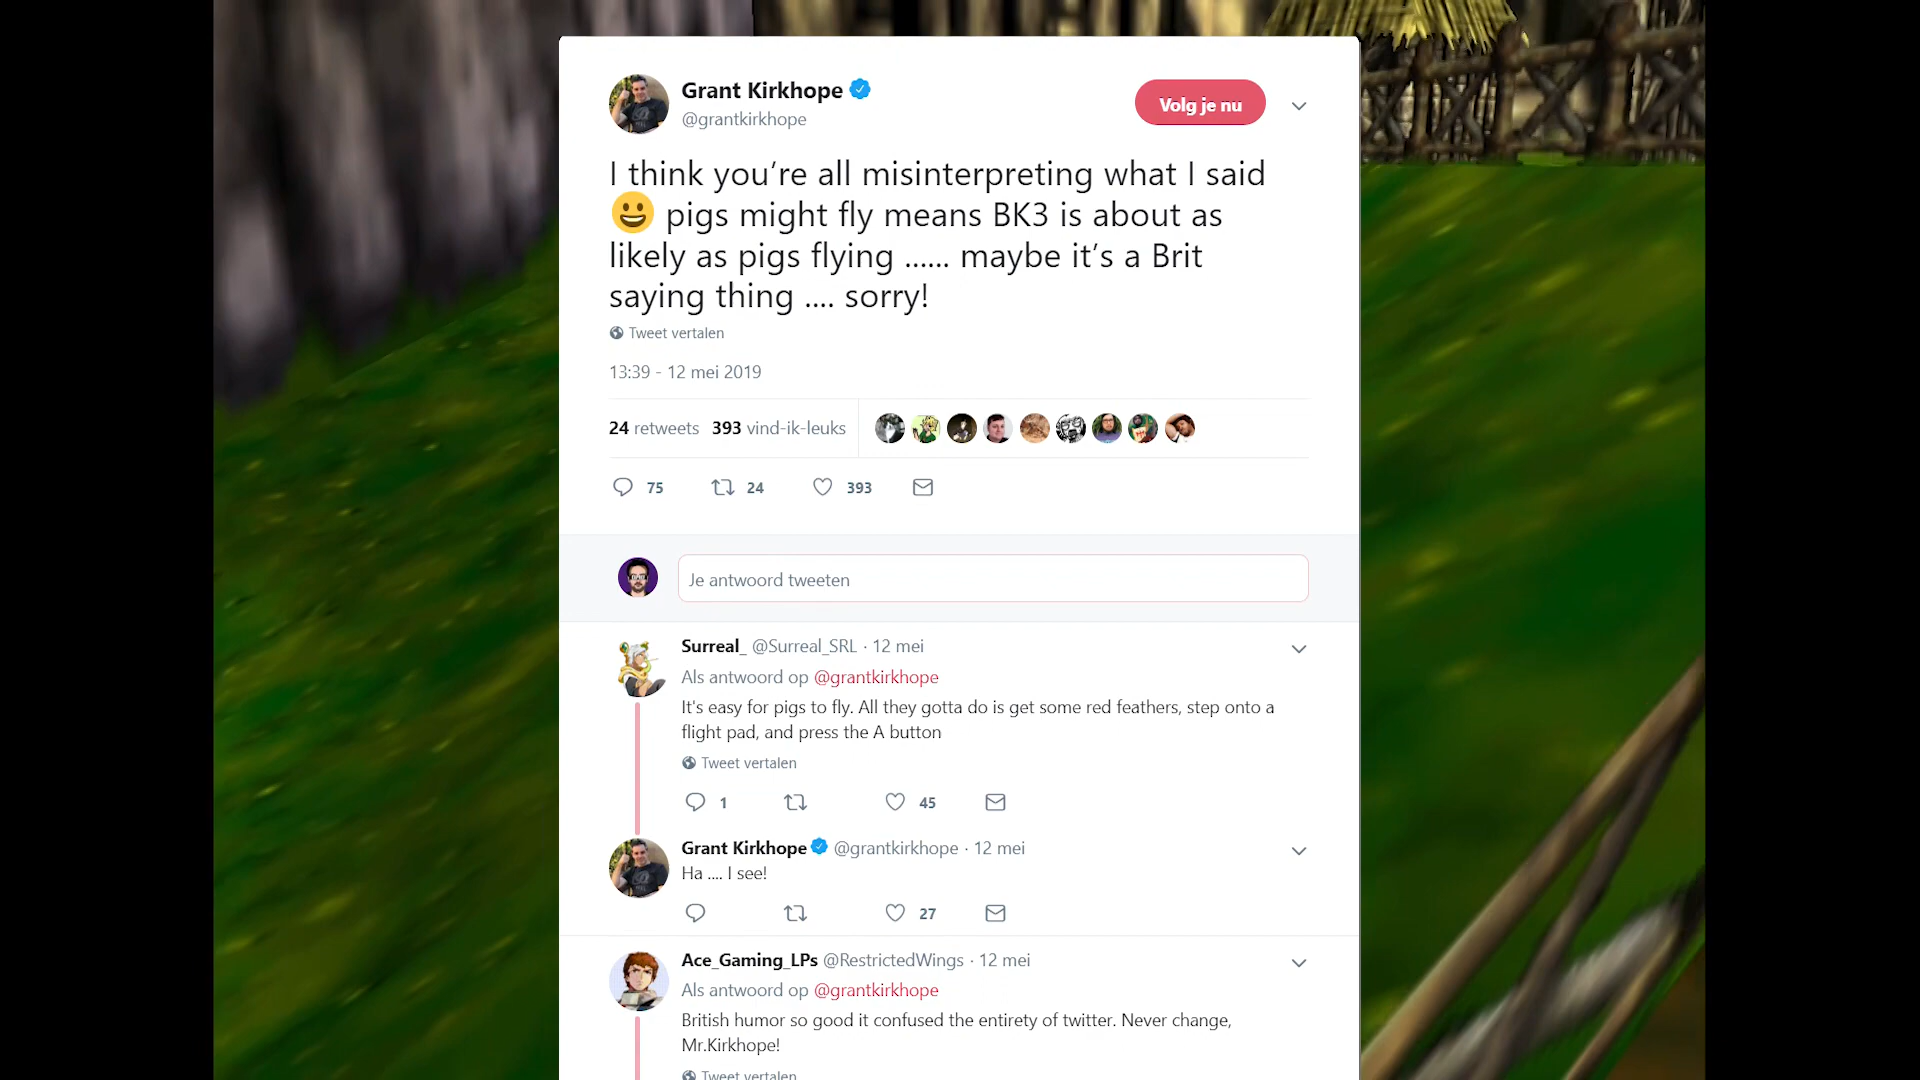 Grant Kirkhope
@grantkirkhope
Volg je nu
I think you’re all misinterpreting what I said
😀 pigs might fly means BK3 is about as
likely as pigs flying ...... maybe it’s a Brit
saying thing .... sorry!
Tweet vertalen
13:39 - 12 mei 2019
24 retweets 393 vind-ik-leuks
75 24 393
Je antwoord tweeten
Surreal_ @Surreal_SRL · 12 mei
Als antwoord op @grantkirkhope
It's easy for pigs to fly. All they gotta do is get some red feathers, step onto a
flight pad, and press the A button
Tweet vertalen
1 45
Grant Kirkhope @grantkirkhope · 12 mei
Ha .... I see!
27
Ace_Gaming_LPs @RestrictedWings · 12 mei
Als antwoord op @grantkirkhope
British humor so good it confused the entirety of twitter. Never change,
Mr.Kirkhope!
Tweet vertalen